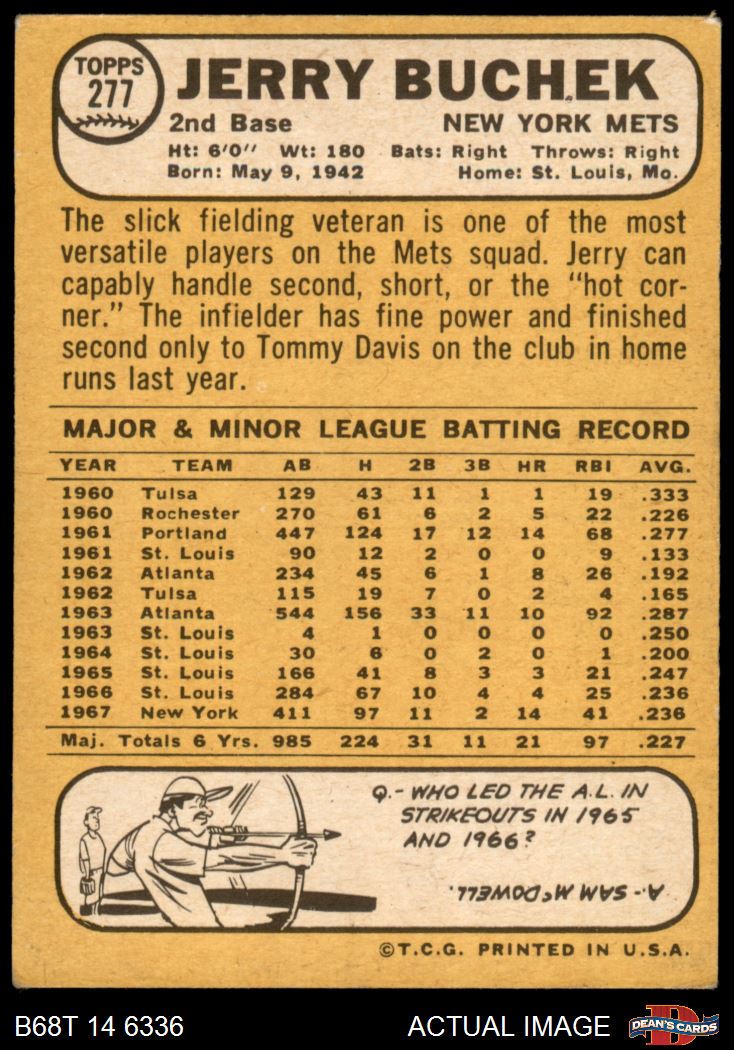 TOPPS
277
JERRY BUCHEK
2nd Base NEW YORK METS
Ht: 6'0" Wt: 180 Bats: Right Throws: Right
Born: May 9, 1942 Home: St. Louis, Mo.
The slick fielding veteran is one of the most
versatile players on the Mets squad. Jerry can
capably handle second, short, or the "hot cor-
ner." The infielder has fine power and finished
second only to Tommy Davis on the club in home
runs last year.
MAJOR & MINOR LEAGUE BATTING RECORD
YEAR TEAM AB H 2B 3B HR RBI AVG.
1960 Tulsa 129 43 11 1 1 19 .333
1960 Rochester 270 61 6 2 5 22 .226
1961 Portland 447 124 17 12 14 68 .277
1961 St. Louis 90 12 2 0 0 9 .133
1962 Atlanta 234 45 6 1 8 26 .192
1962 Tulsa 115 19 7 0 2 4 .165
1963 Atlanta 544 156 33 11 10 92 .287
1963 St. Louis 4 1 0 0 0 0 .250
1964 St. Louis 30 6 0 2 0 1 .200
1965 St. Louis 166 41 8 3 3 21 .247
1966 St. Louis 284 67 10 4 4 25 .236
1967 New York 411 97 11 2 14 41 .236
Maj. Totals 6 Yrs. 985 224 31 11 21 97 .227
Q.- WHO LED THE A.L. IN
STRIKEOUTS IN 1965
AND 1966?
A.- SAM McDOWELL.
©T.C.G. PRINTED IN U.S.A.
B68T 14 6336 ACTUAL IMAGE D DEAN'S CARDS